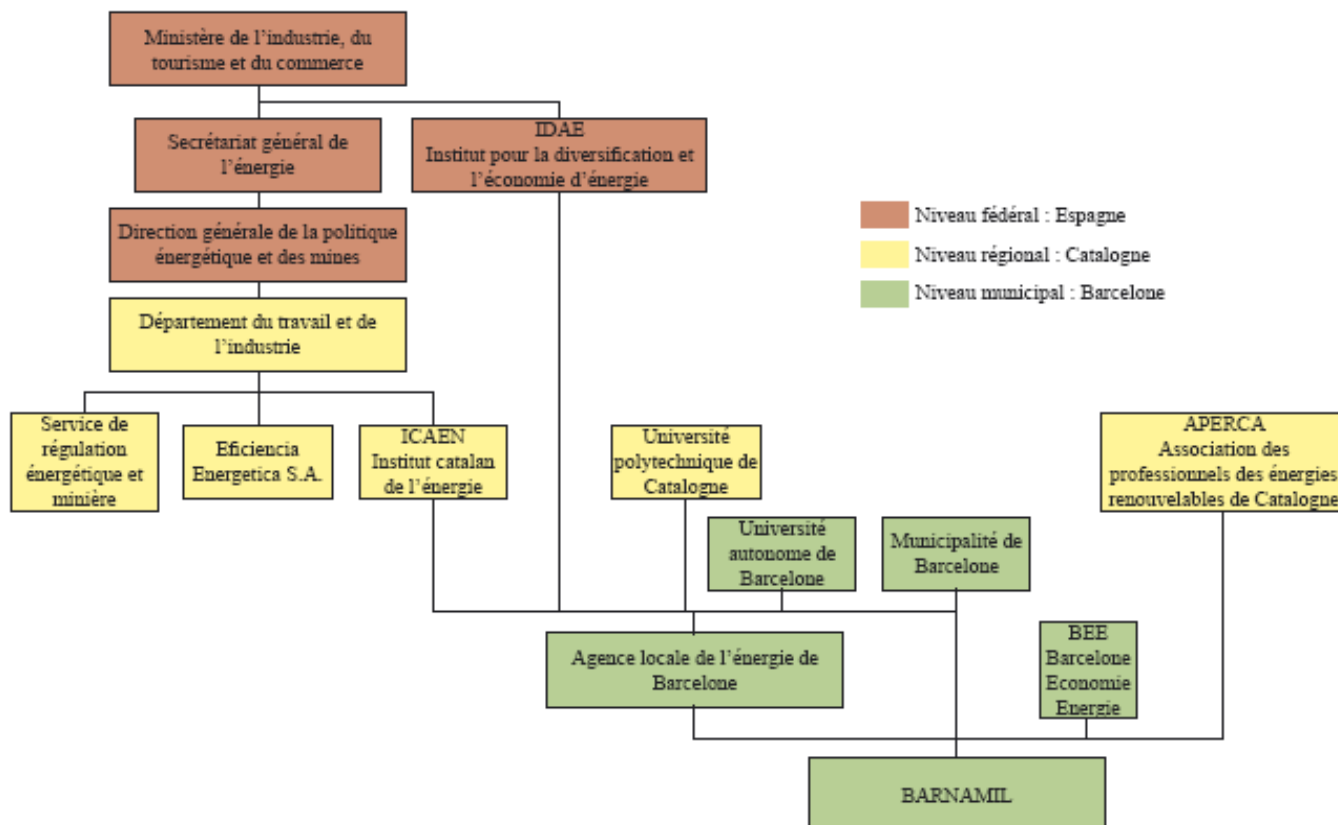 Ministère de l'industrie, du
tourisme et du commerce
Secrétariat général de
l'énergie
IDAE
Institut pour la diversification et
l'économie d'énergie
Direction générale de la politique
énergétique et des mines
Niveau fédéral : Espagne
Niveau régional : Catalogne
Niveau municipal : Barcelone
Département du travail et de
l'industrie
Service de
régulation
énergétique et
minière
Eficiencia
Energetica S.A.
ICAEN
Institut catalan
de l'énergie
Université
polytechnique de
Catalogne
APERCA
Association des
professionnels des énergies
renouvelables de Catalogne
Université
autonome de
Barcelone
Municipalité de
Barcelone
Agence locale de l'énergie de
Barcelone
BEE
Barcelone
Economie
Energie
BARNAMIL